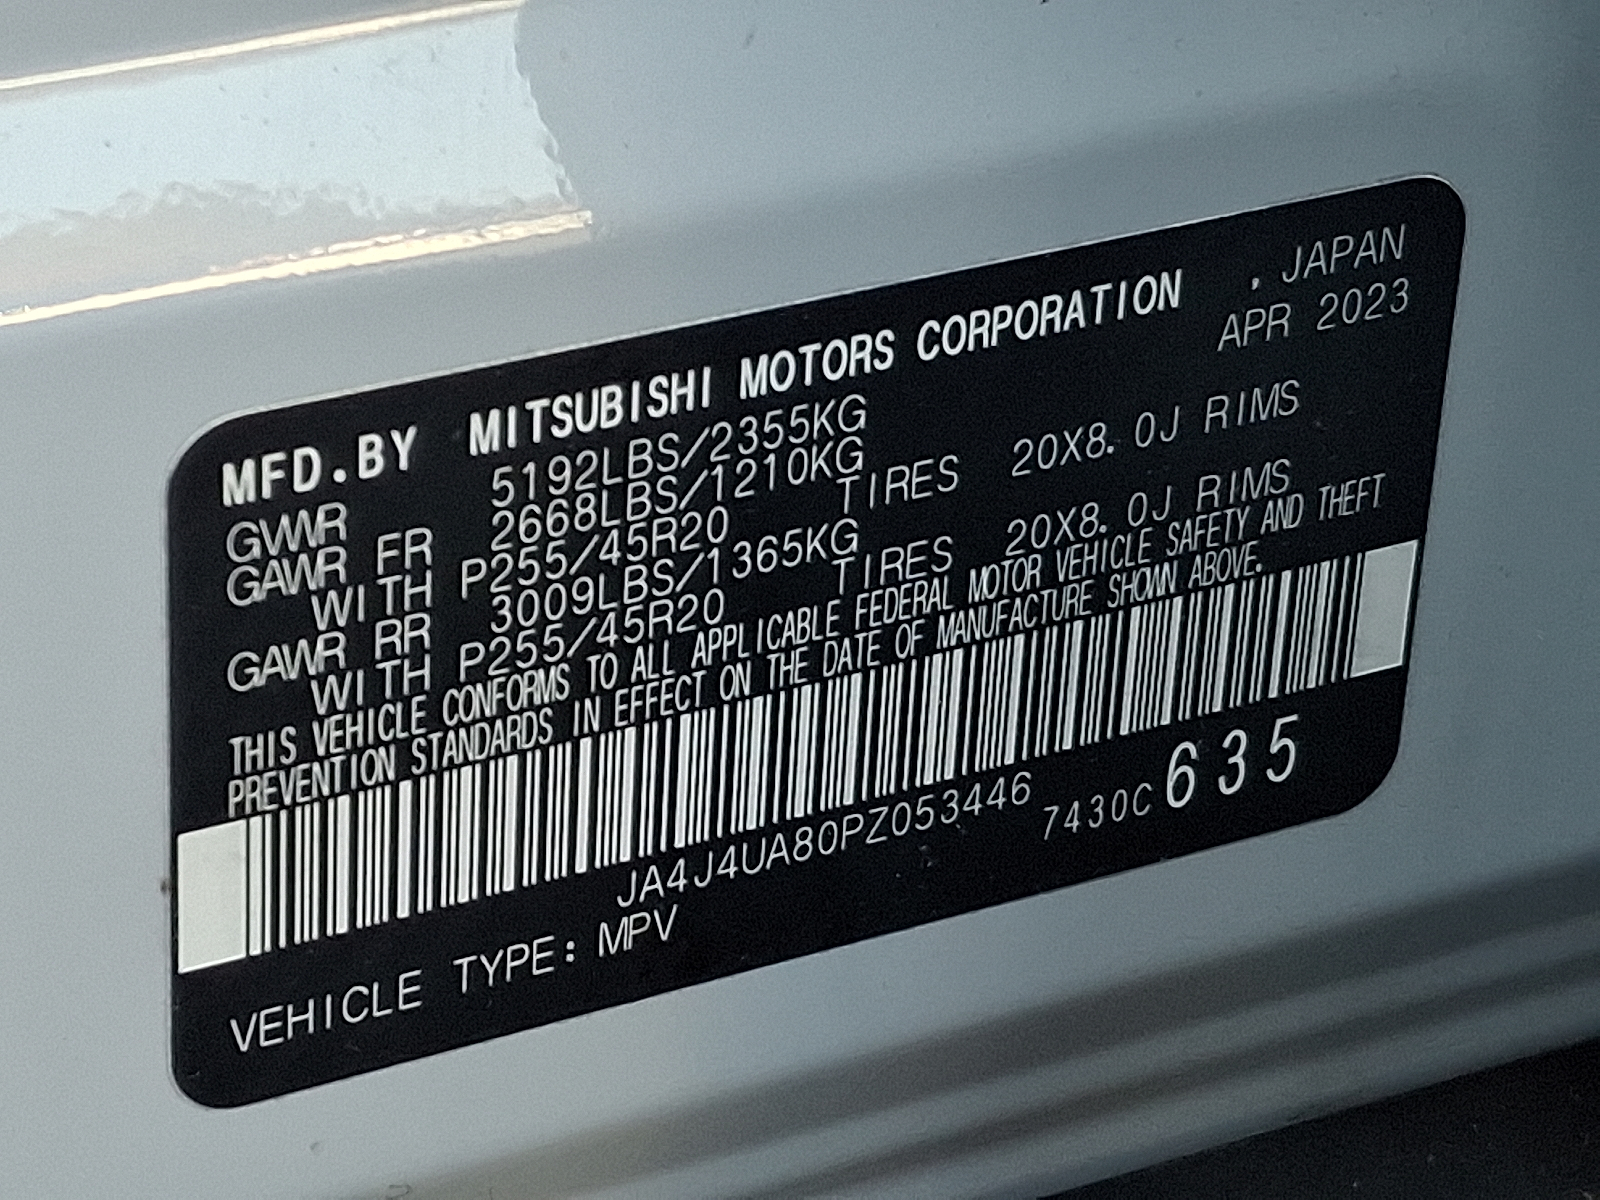 MFD.BY MITSUBISHI MOTORS CORPORATION . JAPAN
APR 2023
GVWR 5192LBS/2355KG
GAWR FR 2668LBS/1210KG
WITH P255/45R20 TIRES 20X8.0J RIMS
GAWR RR 3009LBS/1365KG
WITH P255/45R20 TIRES 20X8.0J RIMS
THIS VEHICLE CONFORMS TO ALL APPLICABLE FEDERAL MOTOR VEHICLE SAFETY AND THEFT
PREVENTION STANDARDS IN EFFECT ON THE DATE OF MANUFACTURE SHOWN ABOVE.
JA4J4UA80PZ053446 7430C635
VEHICLE TYPE: MPV